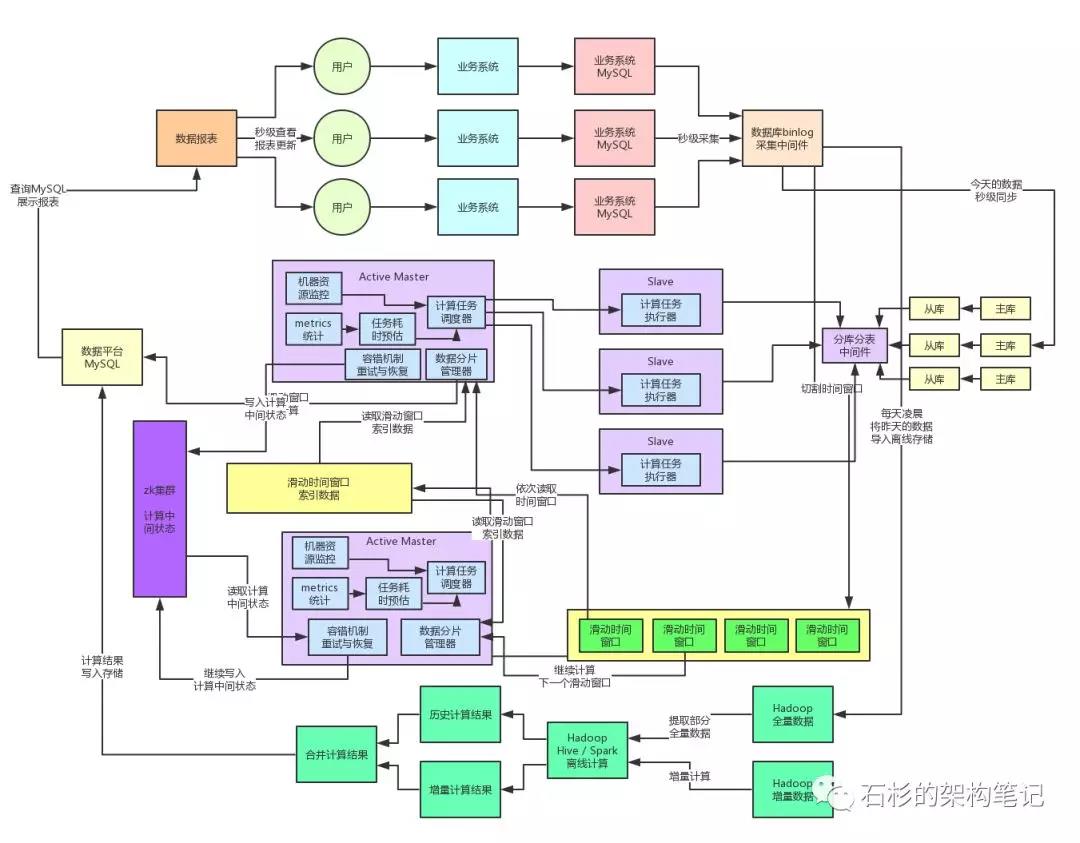 用户
业务系统
业务系统
MySQL
数据报表
秒级查看
报表更新
用户
业务系统
业务系统
MySQL
秒级采集
数据库binlog
采集中间件
查询MySQL
展示报表
用户
业务系统
业务系统
MySQL
今天的数据
秒级同步
Active Master
机器资
源监控
metrics
统计
任务耗
时预估
计算任务
调度器
容错机制
重试与恢复
数据分片
管理器
Slave
计算任务
执行器
Slave
计算任务
执行器
Slave
计算任务
执行器
分库分表
中间件
从库
主库
从库
主库
从库
主库
数据平台
MySQL
写入计算
中间状态
读取滑动窗口
索引数据
切割时间窗口
每天凌晨
将昨天的数据
导入离线存储
zk集群
计算中
间状态
滑动时间窗口
索引数据
依次读取
时间窗口
读取滑动窗口
索引数据
Active Master
机器资
源监控
metrics
统计
任务耗
时预估
计算任务
调度器
容错机制
重试与恢复
数据分片
管理器
读取计算
中间状态
滑动时间
窗口
滑动时间
窗口
滑动时间
窗口
滑动时间
窗口
继续写入
计算中间状态
继续计算
下一个滑动窗口
计算结果
写入存储
历史计算结果
增量计算结果
合并计算结果
Hadoop
Hive / Spark
离线计算
提取部分
全量数据
增量计算
Hadoop
全量数据
Hadoop
增量数据
石杉的架构笔记